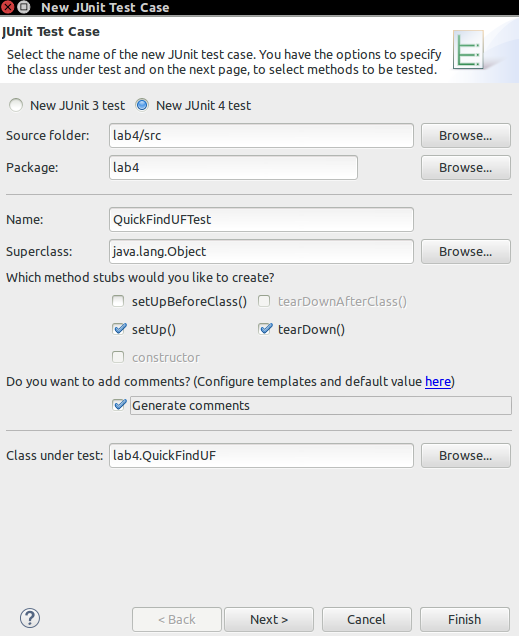 New JUnit Test Case
JUnit Test Case
Select the name of the new JUnit test case. You have the options to specify
the class under test and on the next page, to select methods to be tested.
New JUnit 3 test New JUnit 4 test
Source folder: lab4/src Browse...
Package: lab4 Browse...
Name: QuickFindUFTest
Superclass: java.lang.Object Browse...
Which method stubs would you like to create?
setUpBeforeClass() tearDownAfterClass()
setUp() tearDown()
constructor
Do you want to add comments? (Configure templates and default value here)
Generate comments
Class under test: lab4.QuickFindUF Browse...
? < Back Next > Cancel Finish